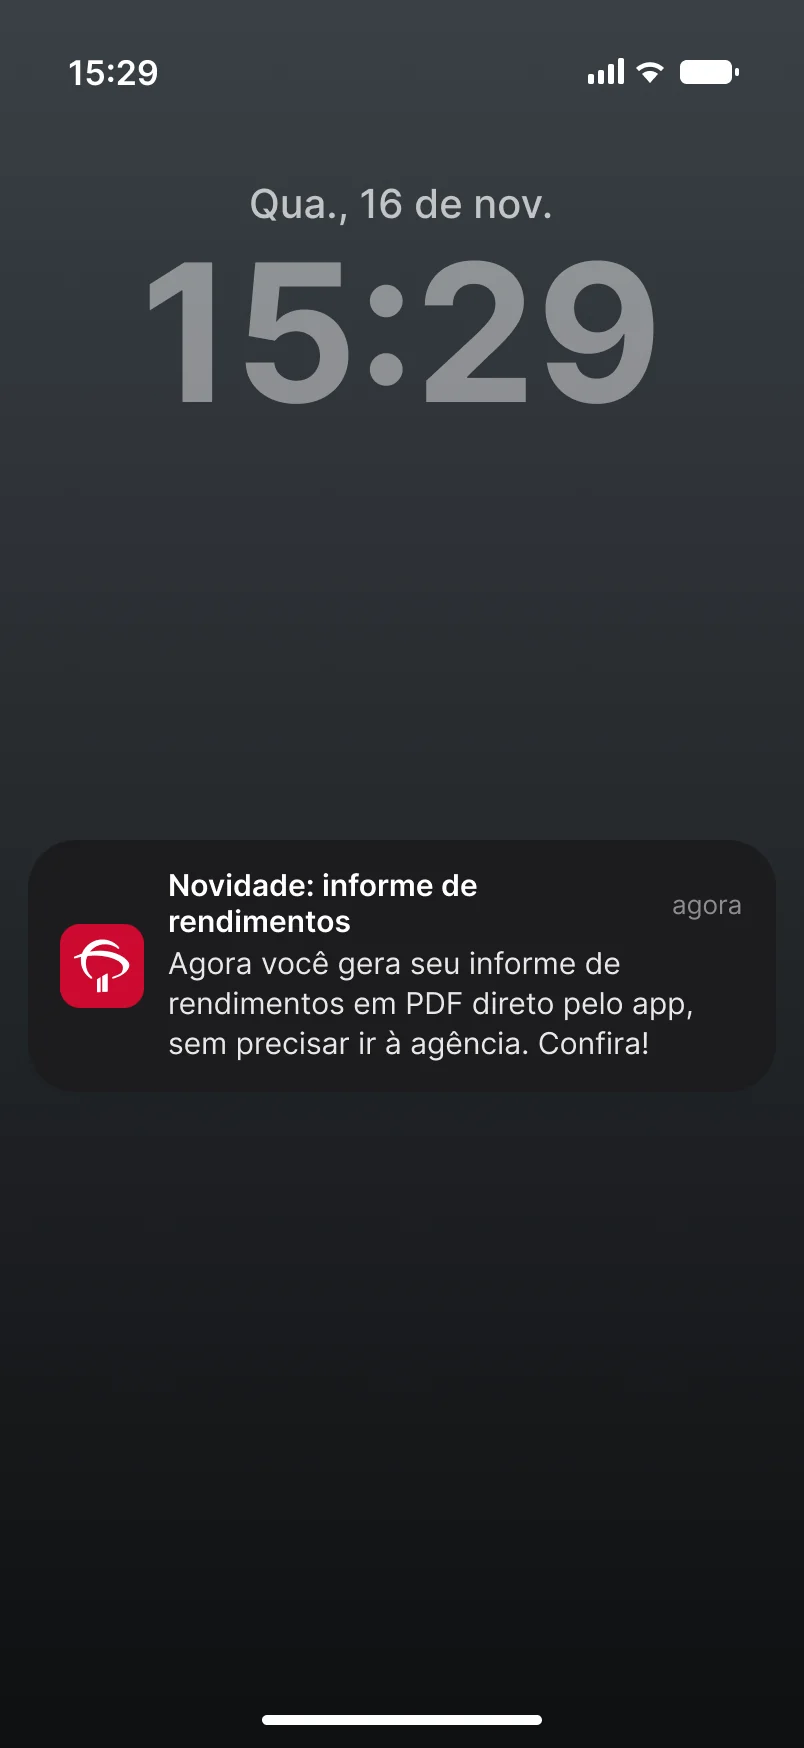 15:29
Qua., 16 de nov.
15:29
Novidade: informe de
rendimentos
agora
Agora você gera seu informe de
rendimentos em PDF direto pelo app,
sem precisar ir à agência. Confira!